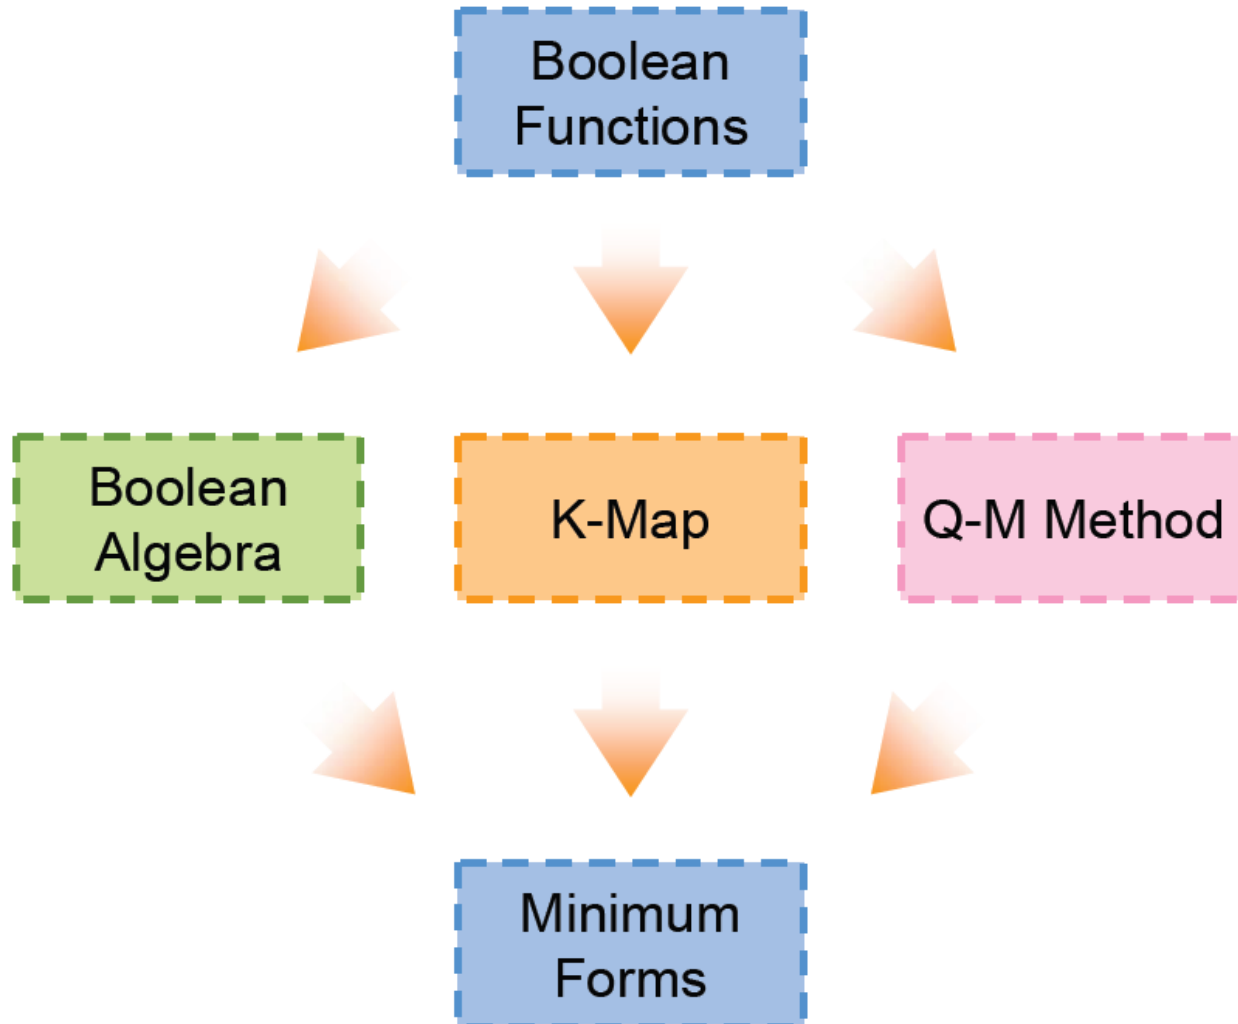 Boolean
Functions
Boolean
Algebra
K-Map
Q-M Method
Minimum
Forms